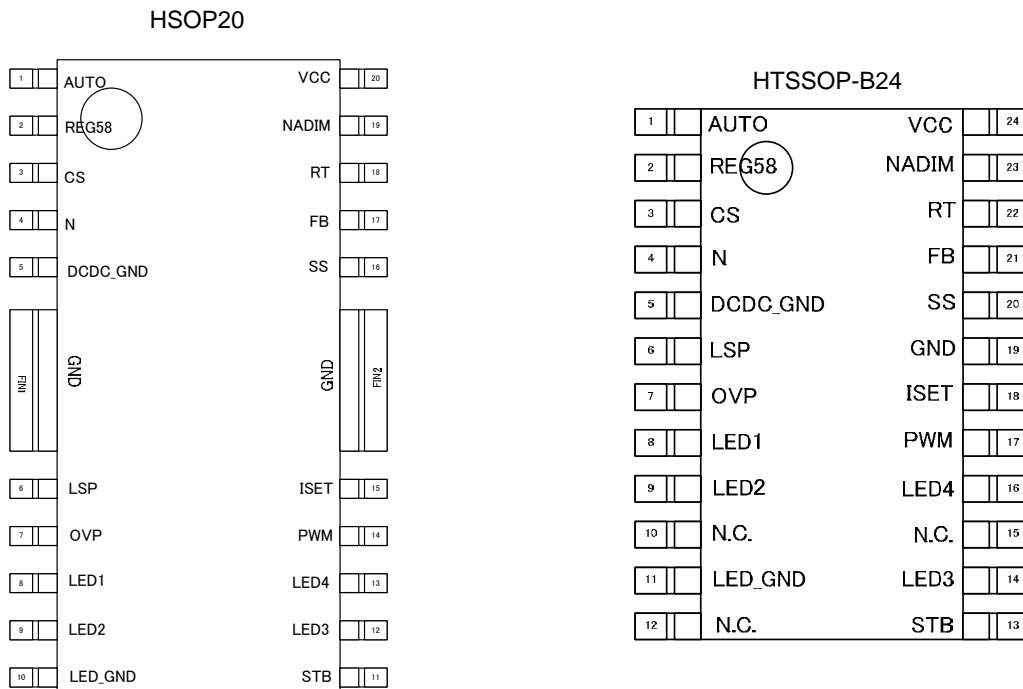 HSOP20
1 AUTO VCC 20
2 REG58 NADIM 19
3 CS RT 18
4 N FB 17
5 DCDC_GND SS 16
FIN1 GND GND FIN2
6 LSP ISET 15
7 OVP PWM 14
8 LED1 LED4 13
9 LED2 LED3 12
10 LED_GND STB 11
HTSSOP-B24
1 AUTO VCC 24
2 REG58 NADIM 23
3 CS RT 22
4 N FB 21
5 DCDC_GND SS 20
6 LSP GND 19
7 OVP ISET 18
8 LED1 PWM 17
9 LED2 LED4 16
10 N.C. N.C. 15
11 LED_GND LED3 14
12 N.C. STB 13